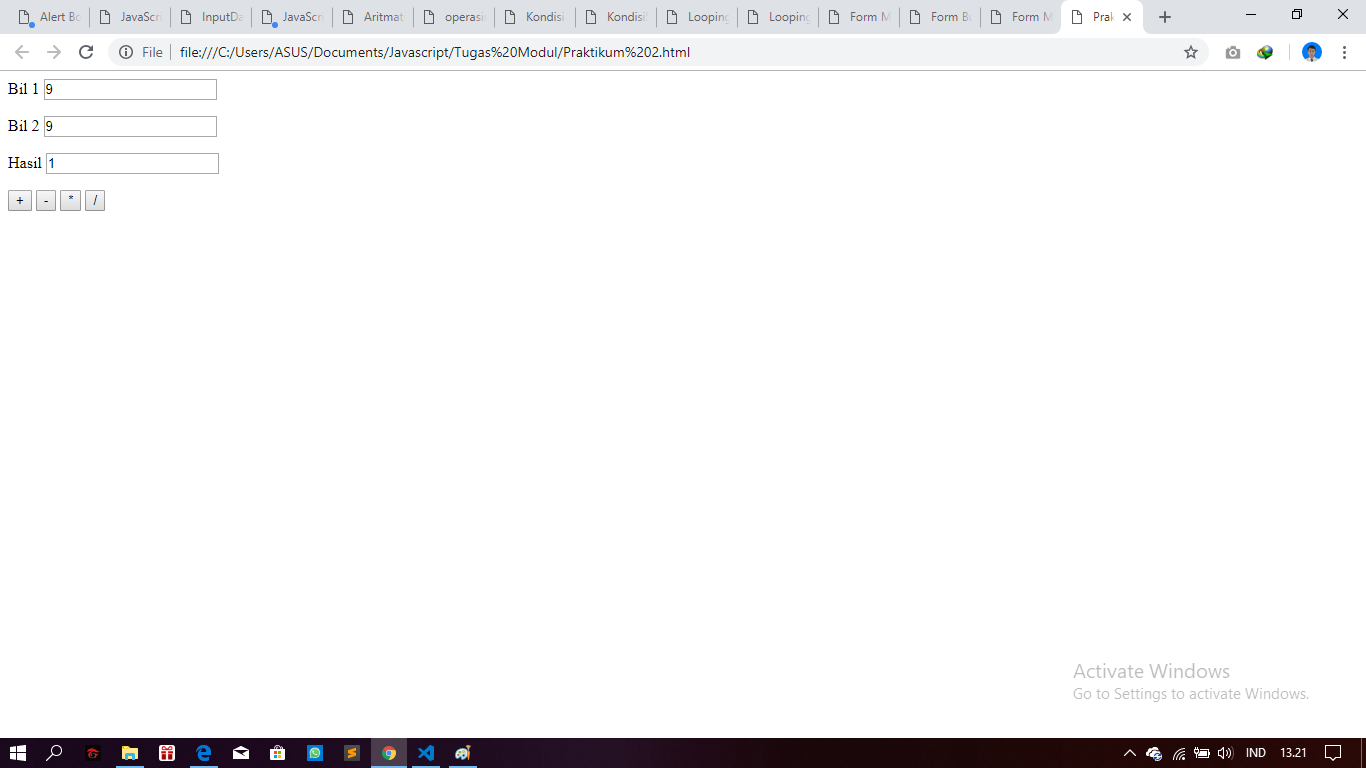 Alert Bo JavaScri InputDa JavaScri Aritmat operasi Kondisi KondisiS Looping Looping Form M Form Bu Form M Prak
File file:///C:/Users/ASUS/Documents/Javascript/Tugas%20Modul/Praktikum%202.html
Bil 1 9
Bil 2 9
Hasil 1
+ - * /
Activate Windows
Go to Settings to activate Windows.
IND 13.21